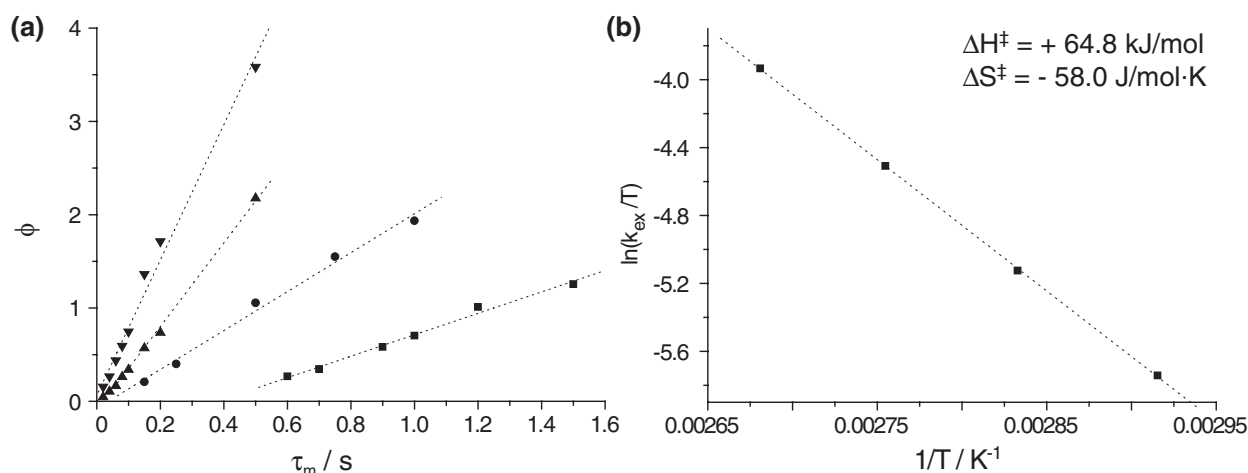 (a)
4
3
2
1
0
ϕ
0 0.2 0.4 0.6 0.8 1.0 1.2 1.4 1.6
τm / s
(b)
ΔH‡ = + 64.8 kJ/mol
ΔS‡ = - 58.0 J/mol·K
-4.0
-4.4
-4.8
-5.2
-5.6
ln(kex/T)
0.00265 0.00275 0.00285 0.00295
1/T / K-1